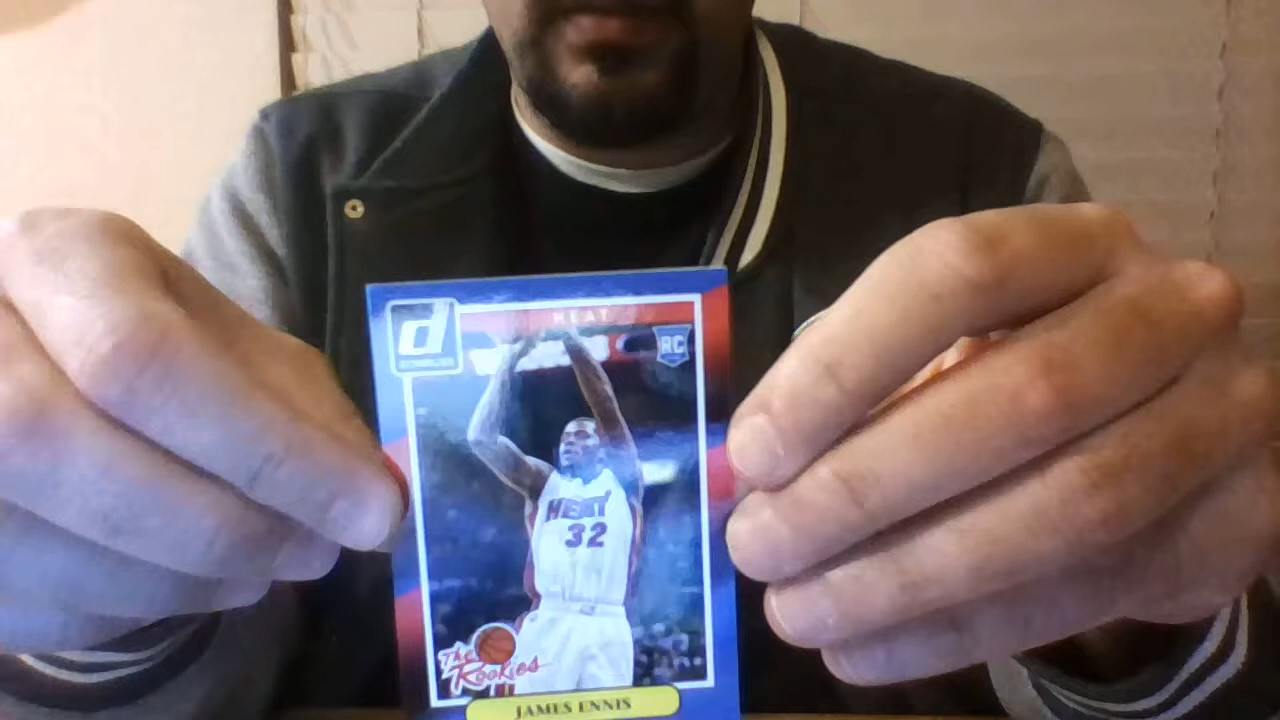 HEAT
d
DONRUSS
RC
HEAT
32
The
Rookies
JAMES ENNIS